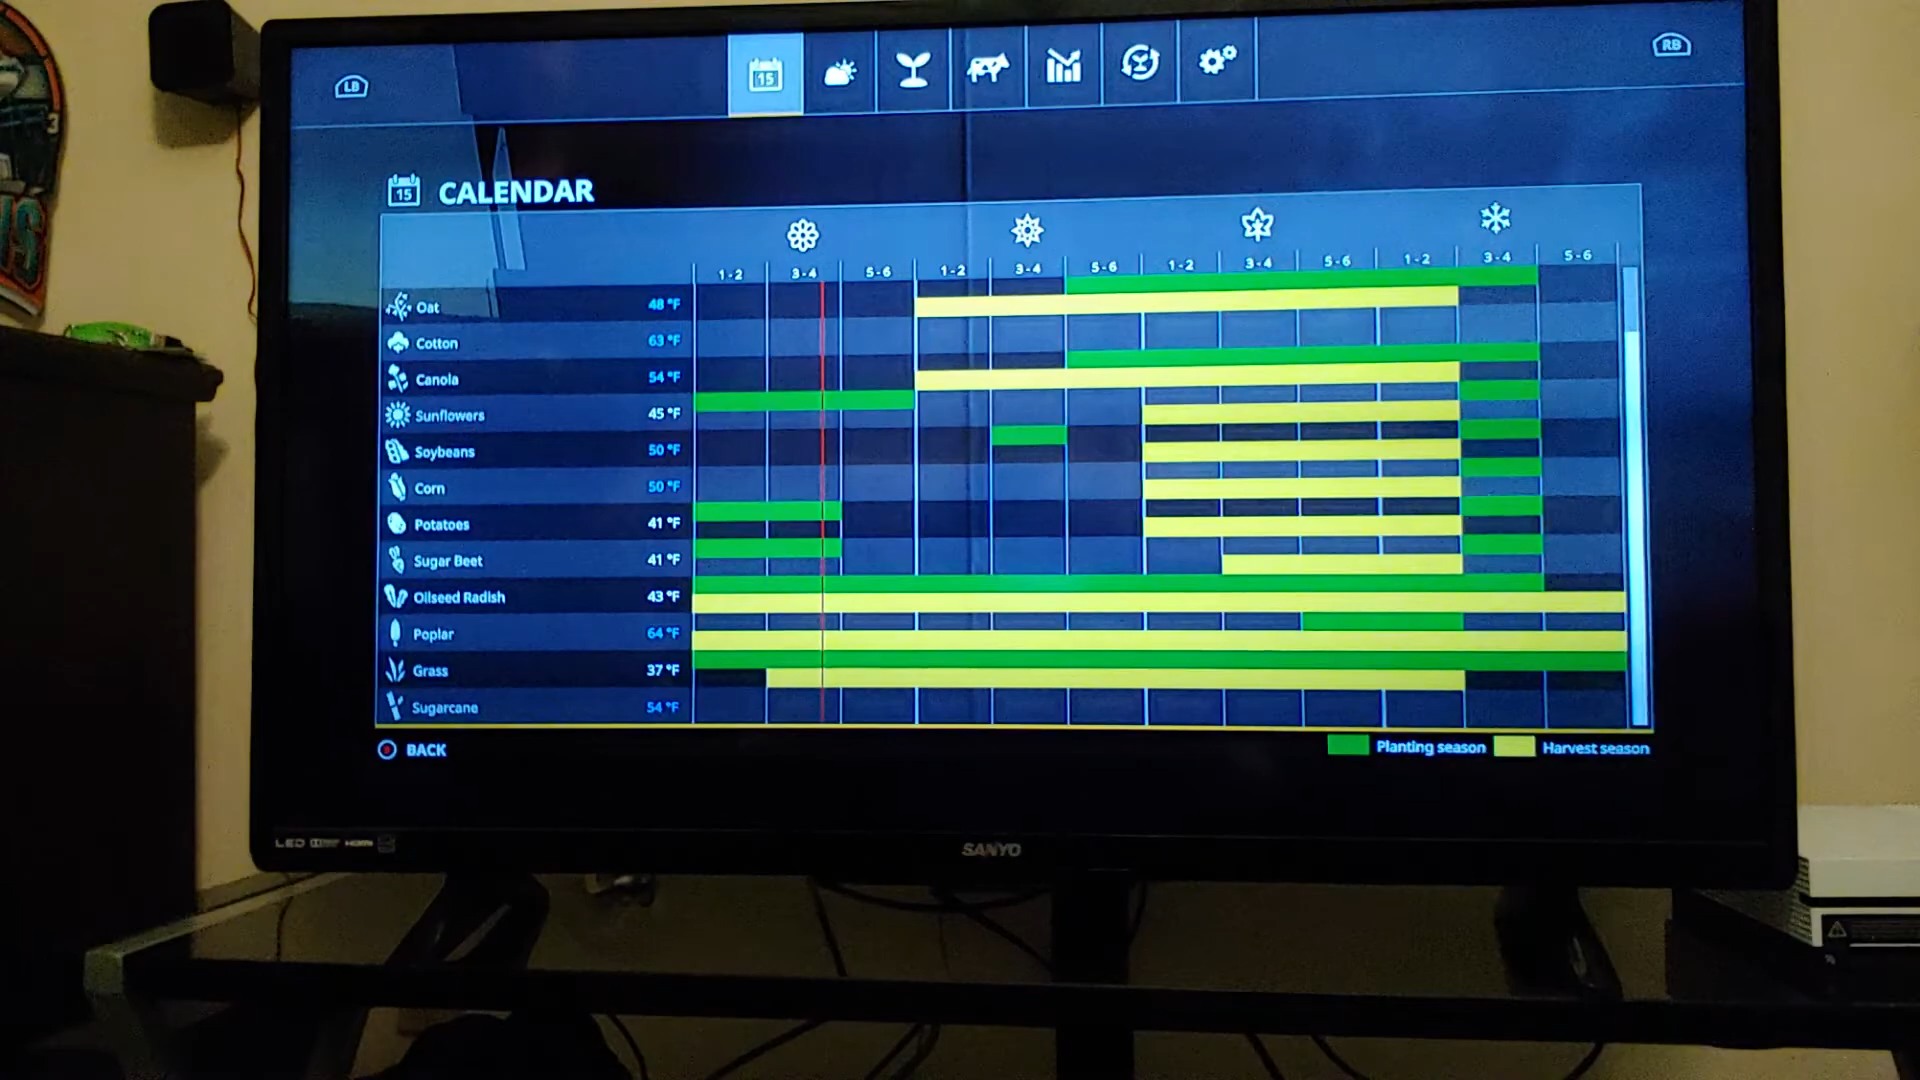 LB
15
RB
15 CALENDAR
1-2 3-4 5-6 1-2 3-4 5-6 1-2 3-4 5-6 1-2 3-4 5-6
Oat 48 °F
Cotton 63 °F
Canola 54 °F
Sunflowers 45 °F
Soybeans 50 °F
Corn 50 °F
Potatoes 41 °F
Sugar Beet 41 °F
Oilseed Radish 43 °F
Poplar 64 °F
Grass 37 °F
Sugarcane 54 °F
BACK
Planting season Harvest season
LED HDMI
SANYO
3